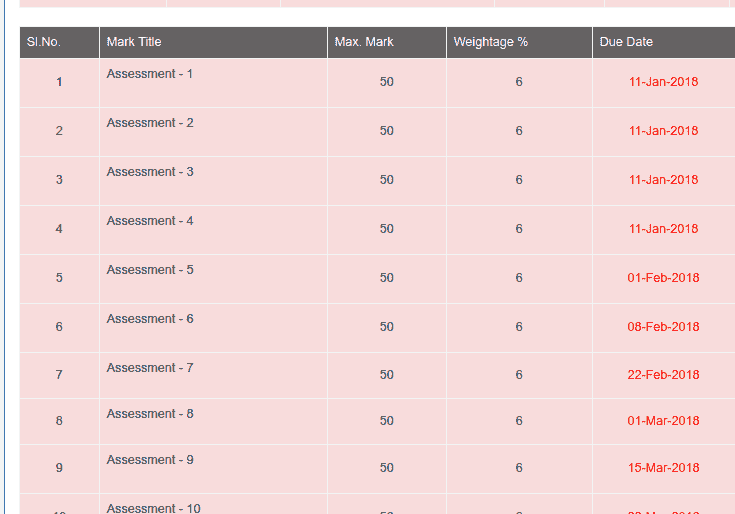 Sl.No. Mark Title Max. Mark Weightage % Due Date
1 Assessment - 1 50 6 11-Jan-2018
2 Assessment - 2 50 6 11-Jan-2018
3 Assessment - 3 50 6 11-Jan-2018
4 Assessment - 4 50 6 11-Jan-2018
5 Assessment - 5 50 6 01-Feb-2018
6 Assessment - 6 50 6 08-Feb-2018
7 Assessment - 7 50 6 22-Feb-2018
8 Assessment - 8 50 6 01-Mar-2018
9 Assessment - 9 50 6 15-Mar-2018
Assessment - 10